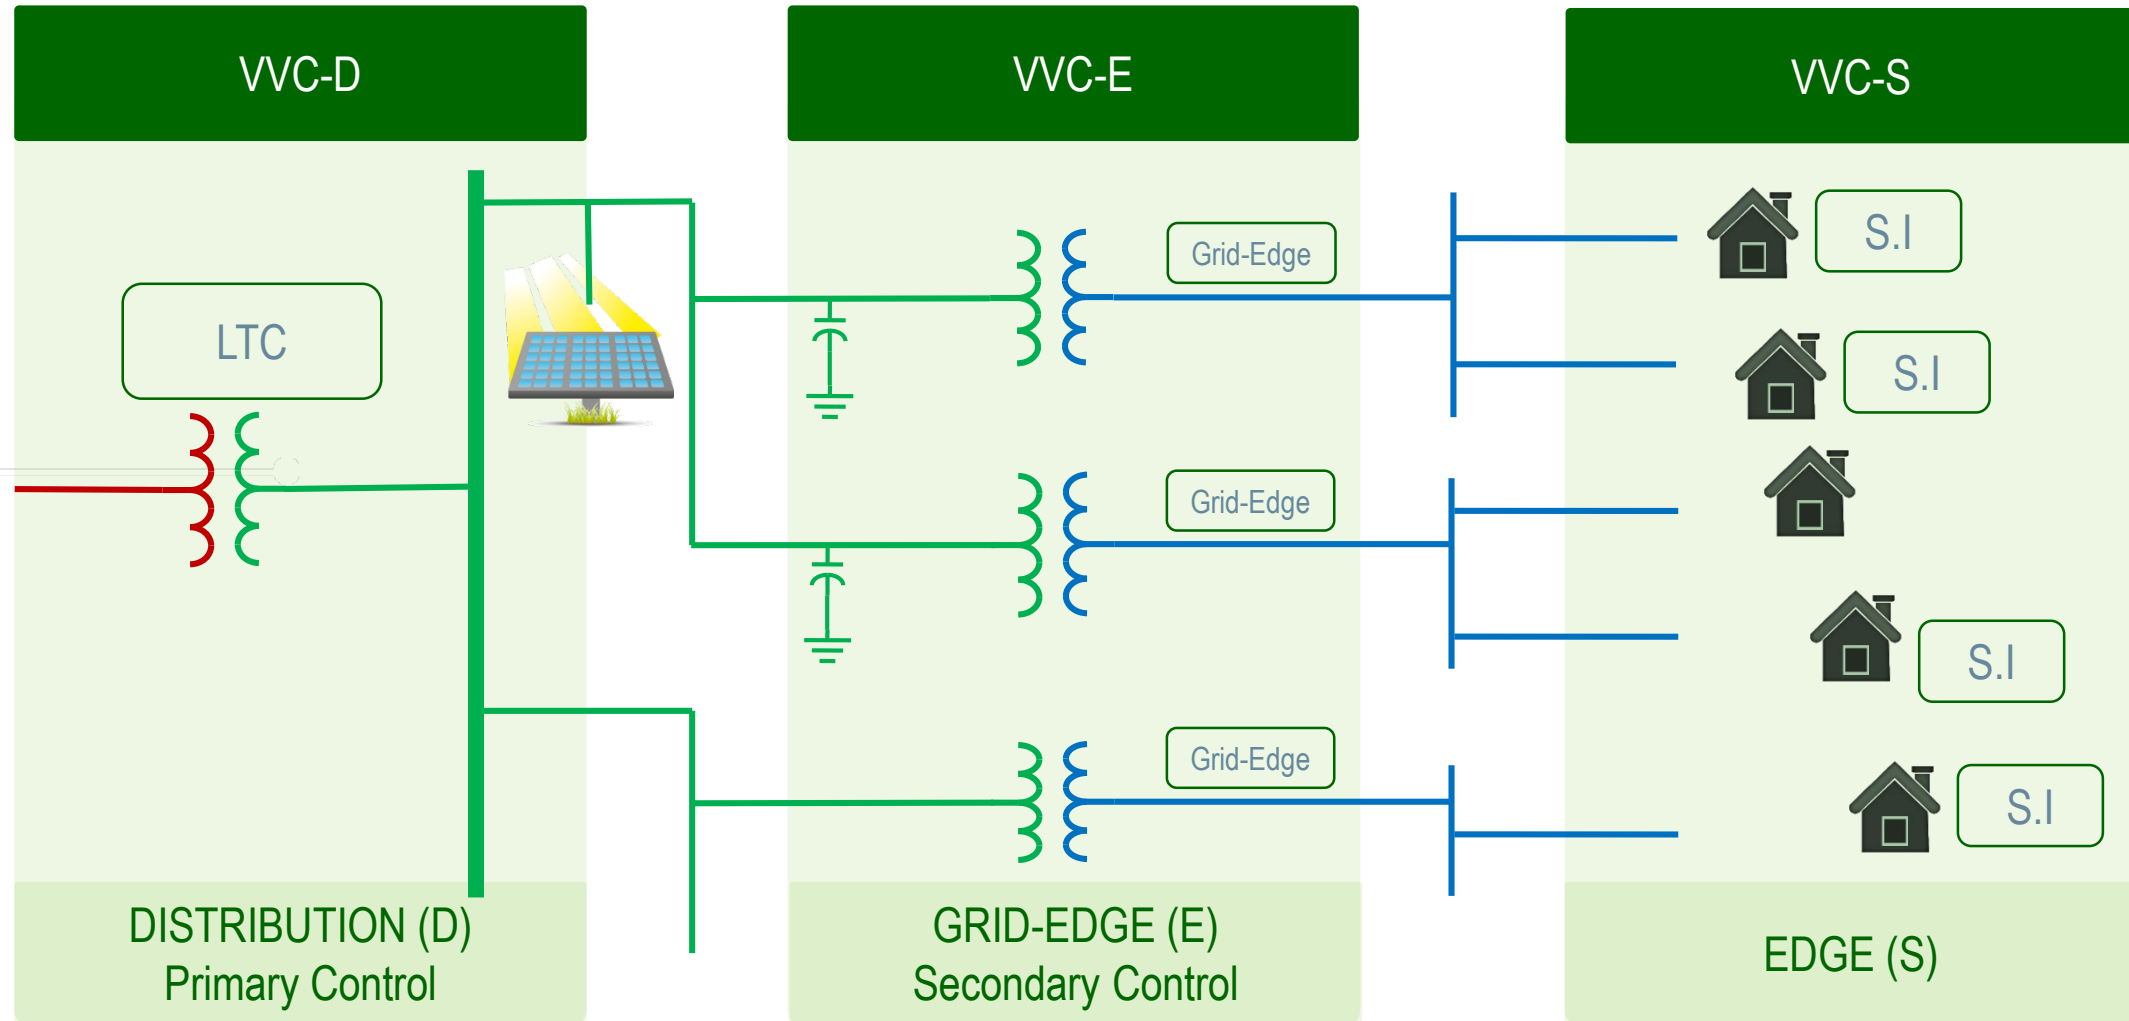 VVC-D
VVC-E
VVC-S
LTC
Grid-Edge
S.I
S.I
Grid-Edge
S.I
Grid-Edge
S.I
DISTRIBUTION (D)
Primary Control
GRID-EDGE (E)
Secondary Control
EDGE (S)